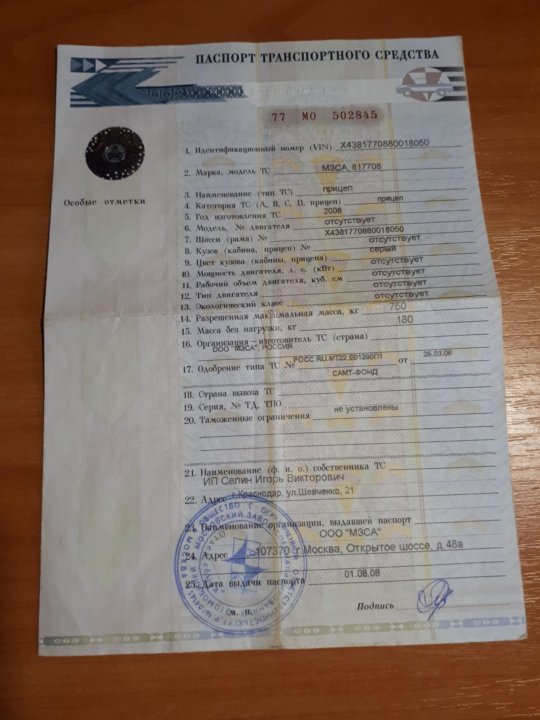 ПАСПОРТ ТРАНСПОРТНОГО СРЕДСТВА
77 МО 502845
Особые отметки
1. Идентификационный номер (VIN) X4381770880018050
2. Марка, модель ТС МЗСА, 817708
3. Наименование (тип ТС) прицеп
4. Категория ТС (А, В, С, D, прицеп) прицеп
5. Год изготовления ТС 2008
6. Модель, № двигателя отсутствует
7. Шасси (рама) № X4381770880018050
8. Кузов (кабина, прицеп) № отсутствует
9. Цвет кузова (кабины, прицепа) серый
10. Мощность двигателя, л. с. (кВт) отсутствует
11. Рабочий объем двигателя, куб. см отсутствует
12. Тип двигателя отсутствует
13. Экологический класс отсутствует
14. Разрешенная максимальная масса, кг 750
15. Масса без нагрузки, кг 180
16. Организация – изготовитель ТС (страна)
ООО "МЗСА", РОССИЯ
17. Одобрение типа ТС № РОСС RU.МТ22.Е01290П1 от 26.03.06
САМТ-ФОНД
18. Страна вывоза ТС
19. Серия, № ТД, ТПО
20. Таможенные ограничения не установлены
21. Наименование (ф. и. о.) собственника ТС
ИП Селин Игорь Викторович
22. Адрес г.Краснодар, ул.Шевченко, 21
23. Наименование организации, выдавшей паспорт
ООО "МЗСА"
24. Адрес 107370 г. Москва, Открытое шоссе, д.48а
25. Дата выдачи паспорта 01.08.08
М. П.
Подпись